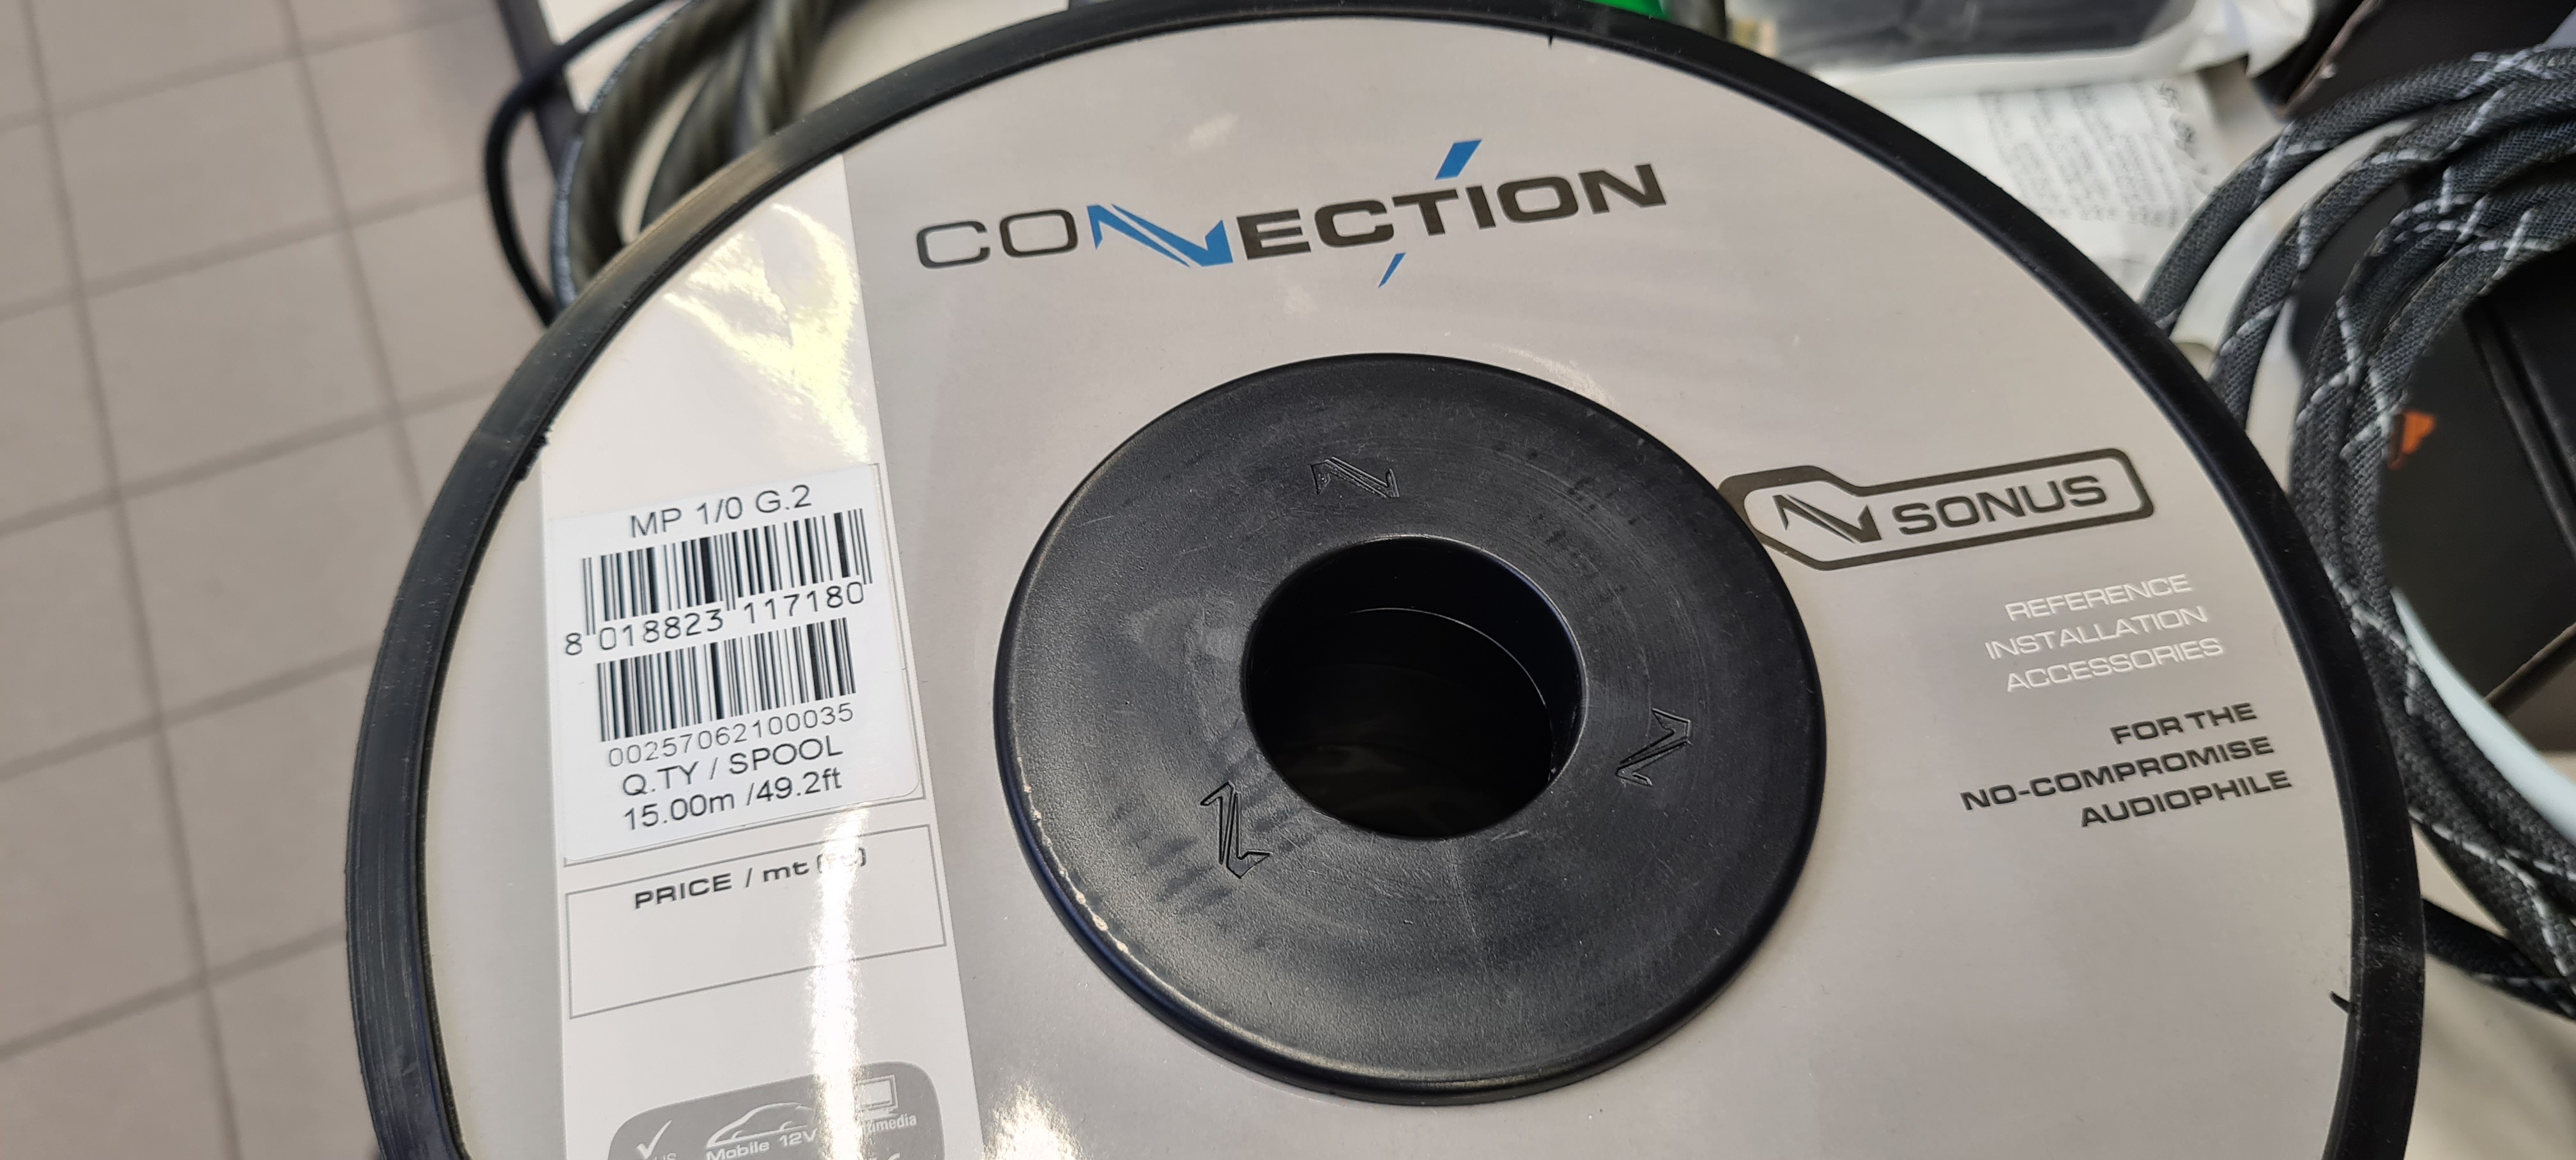 CONNECTION
MP 1/0 G.2
8 018823 117180
00257062100035
Q.TY / SPOOL
15.00m /49.2ft
PRICE / mt
Mobile 12V
SONUS
REFERENCE
INSTALLATION
ACCESSORIES
FOR THE
NO-COMPROMISE
AUDIOPHILE